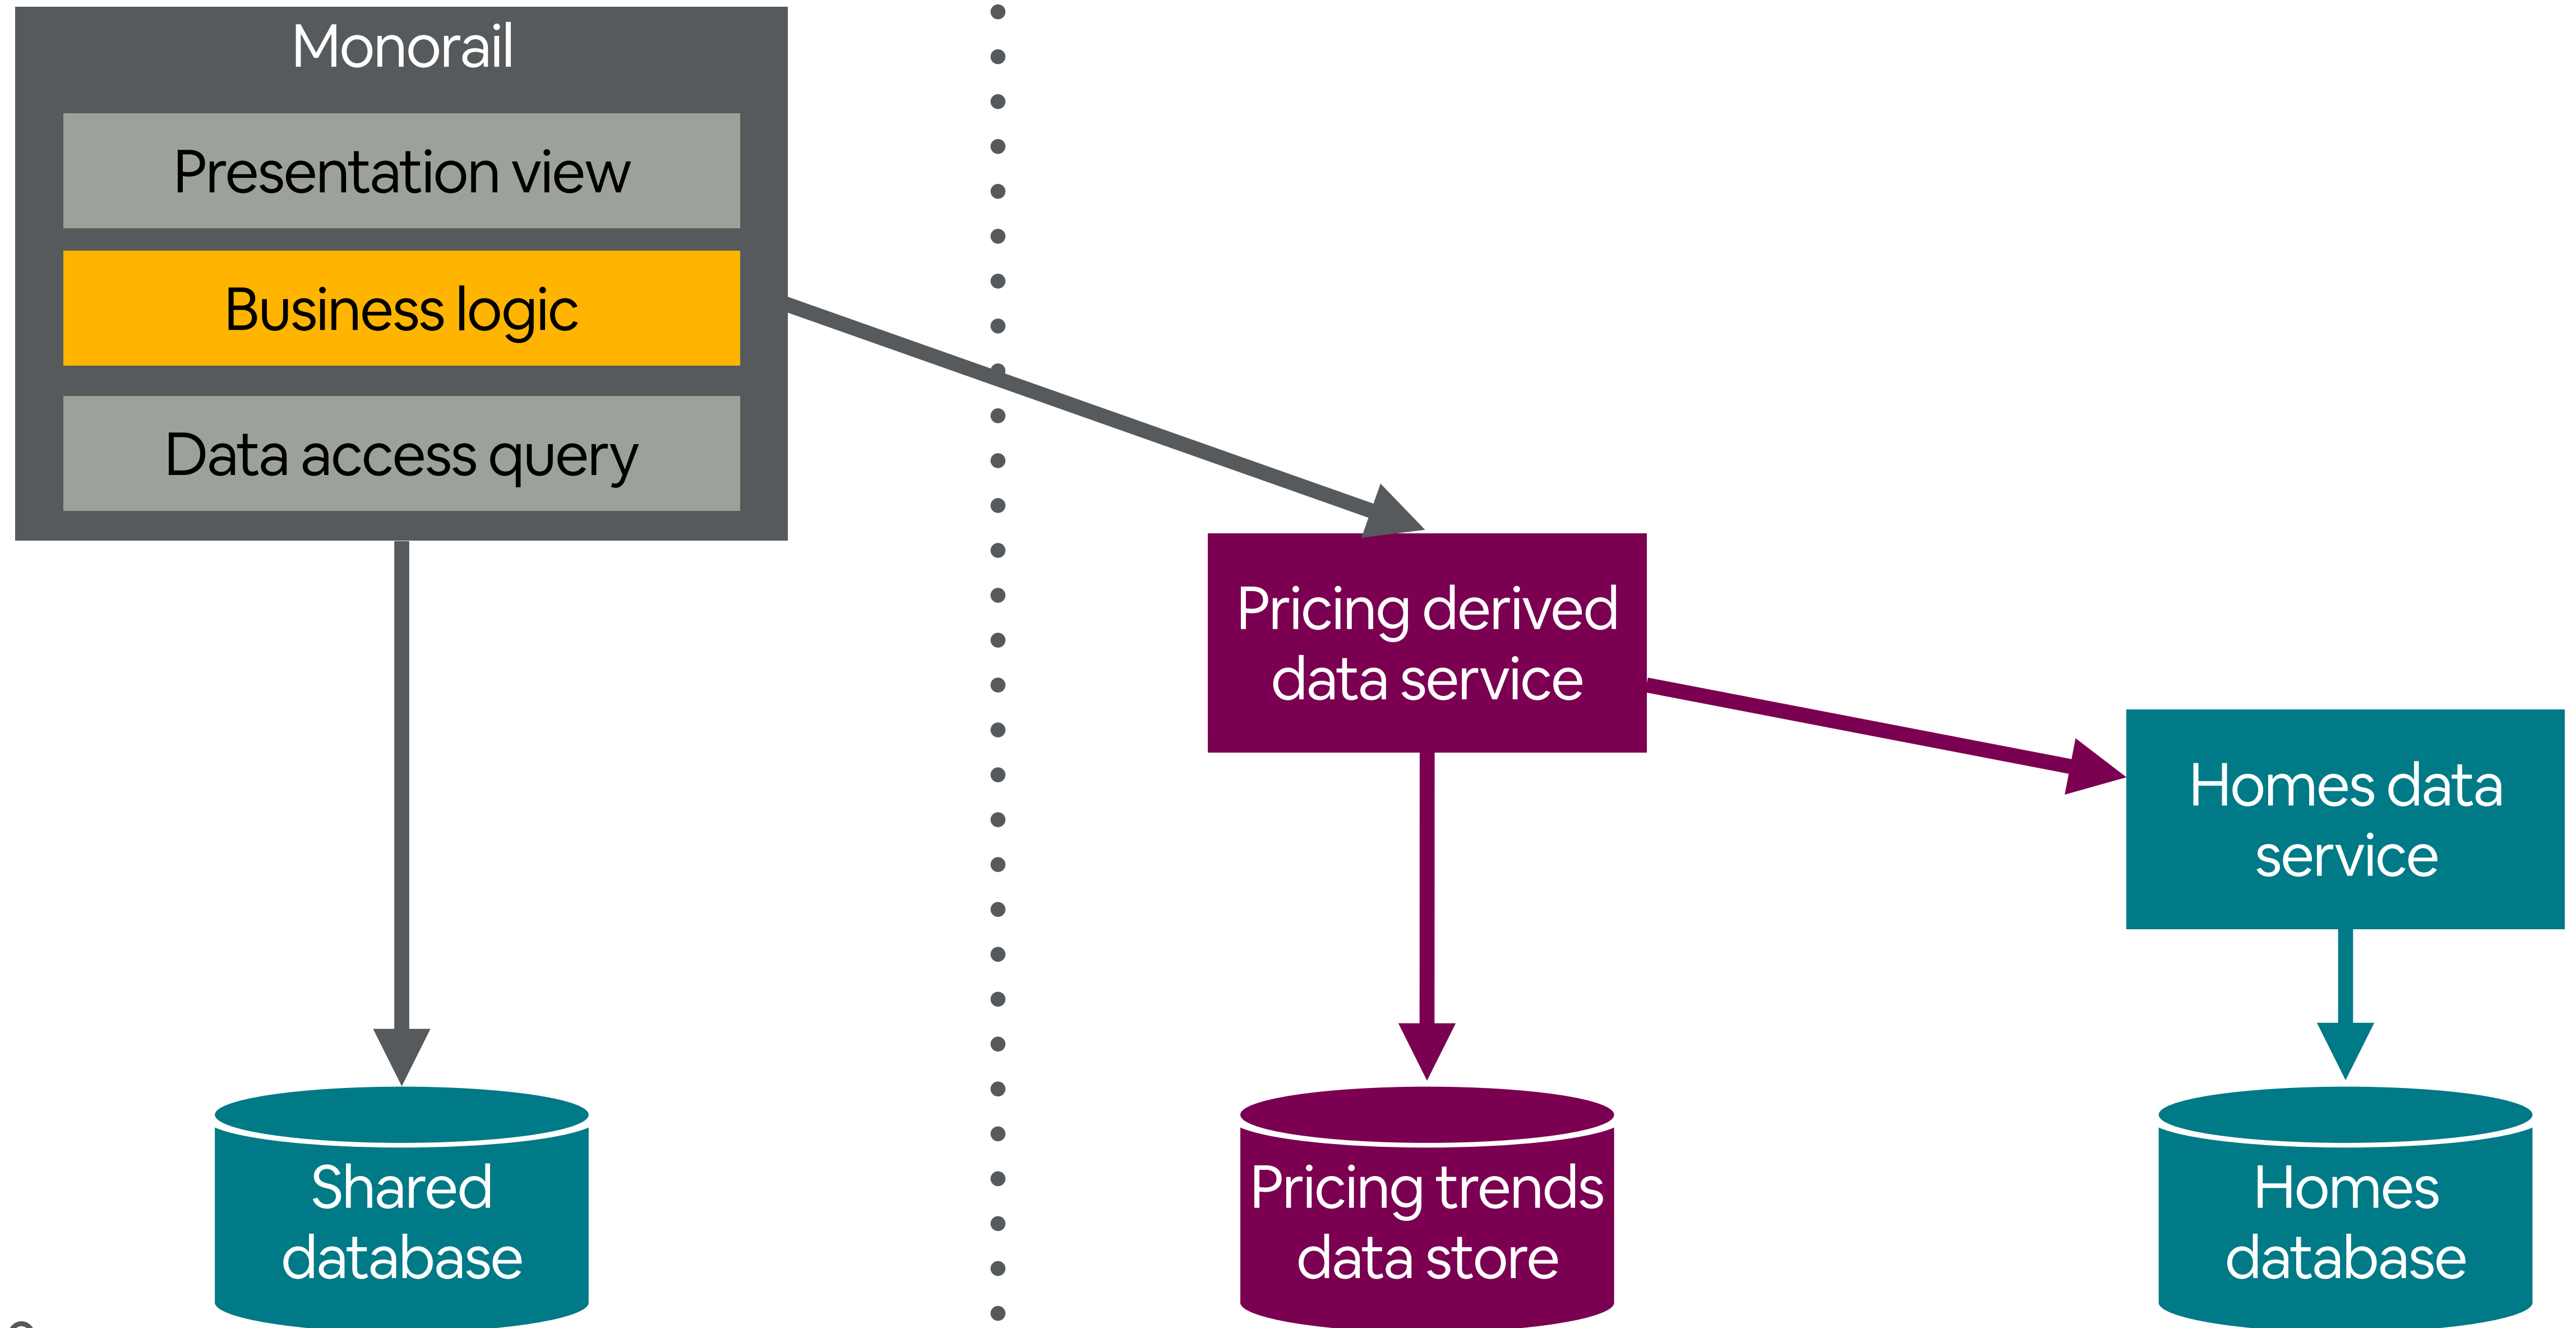 Monorail
Presentation view
Business logic
Data access query
Pricing derived
data service
Homes data
service
Shared
database
Pricing trends
data store
Homes
database